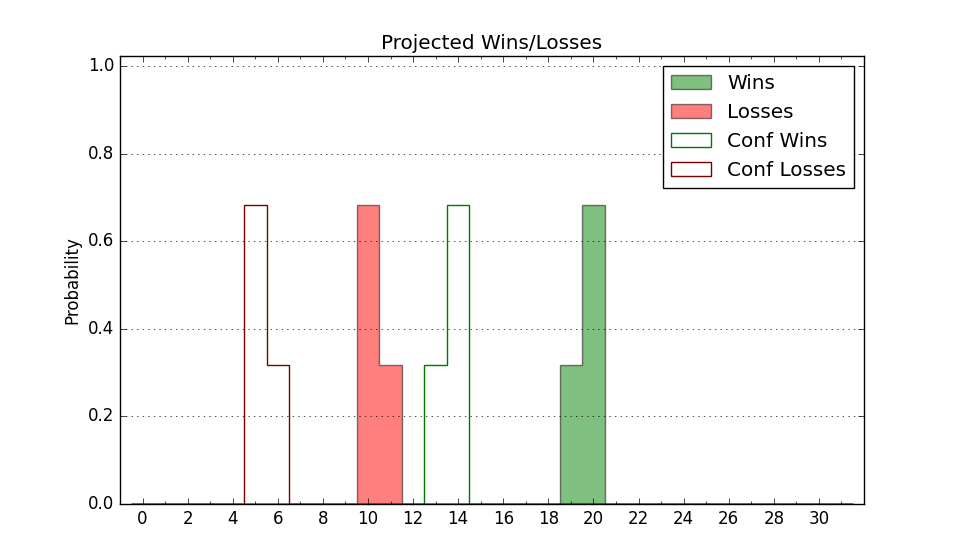 Projected Wins/Losses
1.0
0.8
0.6
0.4
0.2
0.0
Probability
Wins
Losses
Conf Wins
Conf Losses
0 2 4 6 8 10 12 14 16 18 20 22 24 26 28 30